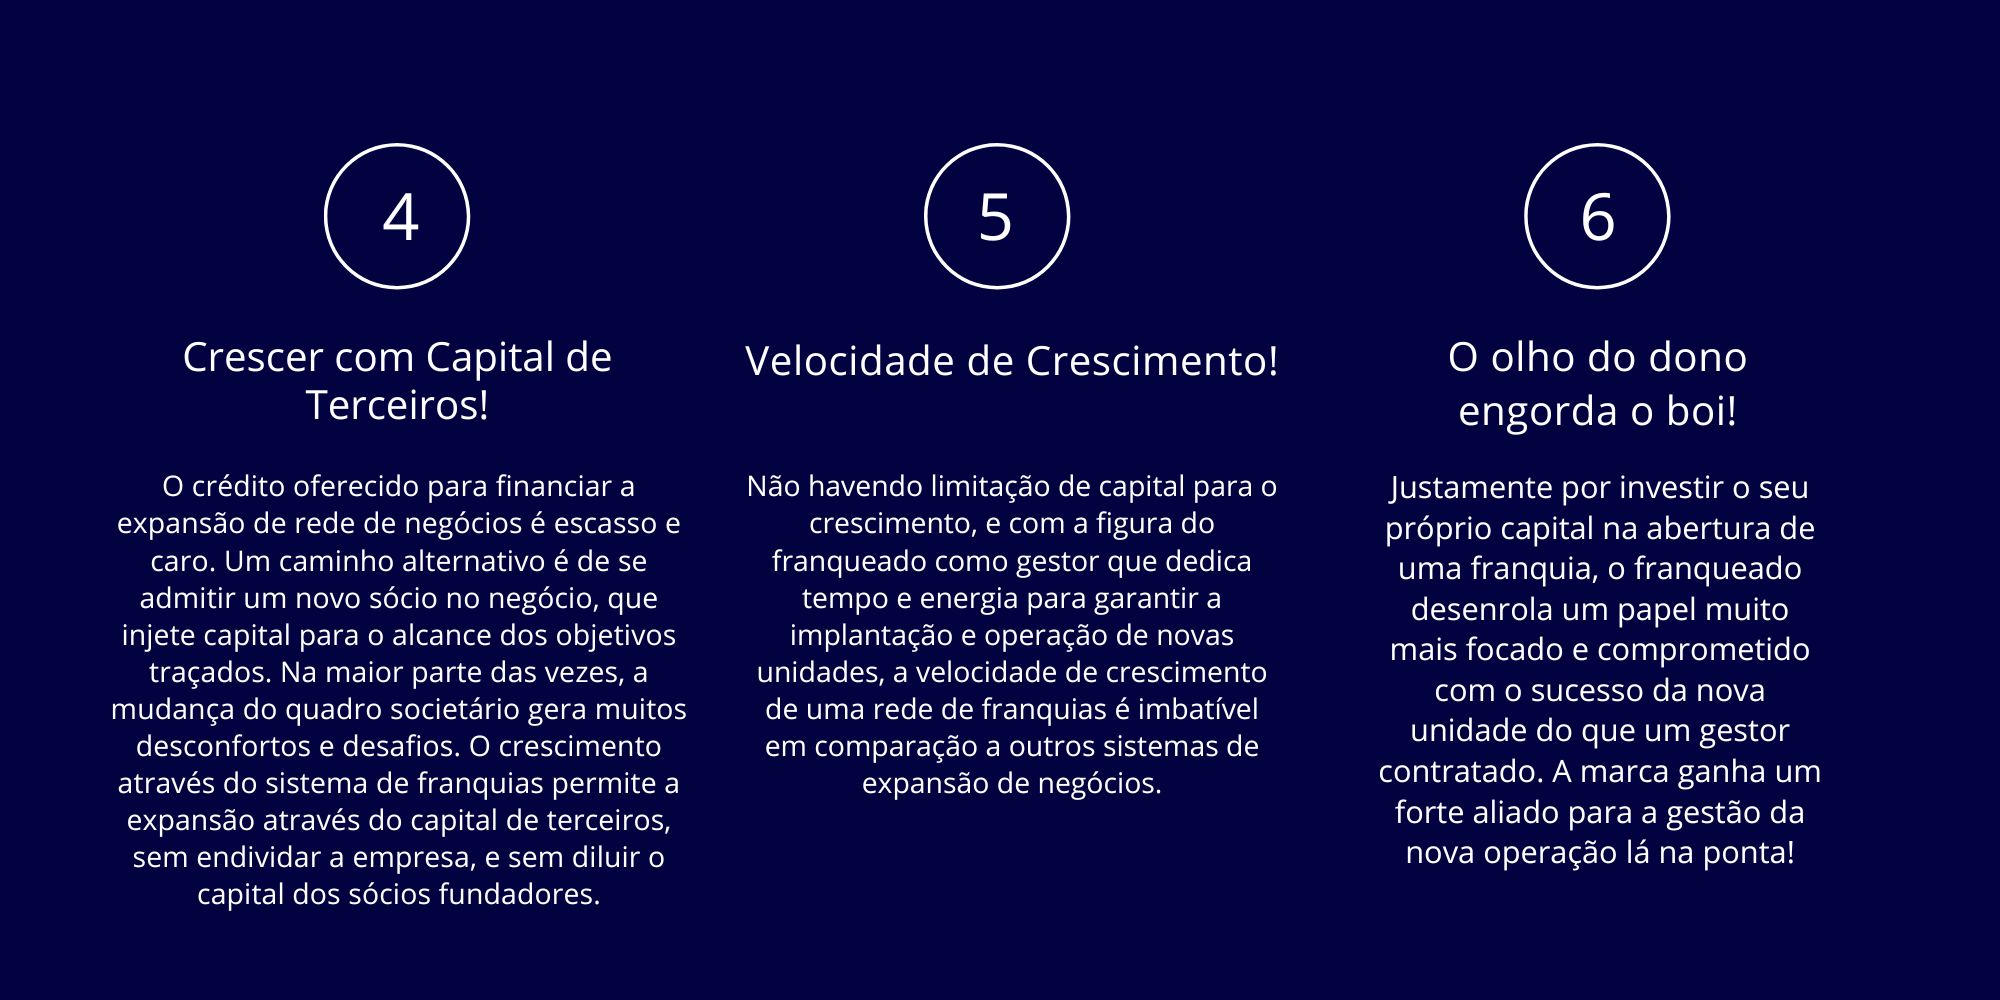 4
Crescer com Capital de
Terceiros!
O crédito oferecido para financiar a
expansão de rede de negócios é escasso e
caro. Um caminho alternativo é de se
admitir um novo sócio no negócio, que
injete capital para o alcance dos objetivos
traçados. Na maior parte das vezes, a
mudança do quadro societário gera muitos
desconfortos e desafios. O crescimento
através do sistema de franquias permite a
expansão através do capital de terceiros,
sem endividar a empresa, e sem diluir o
capital dos sócios fundadores.
5
Velocidade de Crescimento!
Não havendo limitação de capital para o
crescimento, e com a figura do
franqueado como gestor que dedica
tempo e energia para garantir a
implantação e operação de novas
unidades, a velocidade de crescimento
de uma rede de franquias é imbatível
em comparação a outros sistemas de
expansão de negócios.
6
O olho do dono
engorda o boi!
Justamente por investir o seu
próprio capital na abertura de
uma franquia, o franqueado
desenrola um papel muito
mais focado e comprometido
com o sucesso da nova
unidade do que um gestor
contratado. A marca ganha um
forte aliado para a gestão da
nova operação lá na ponta!